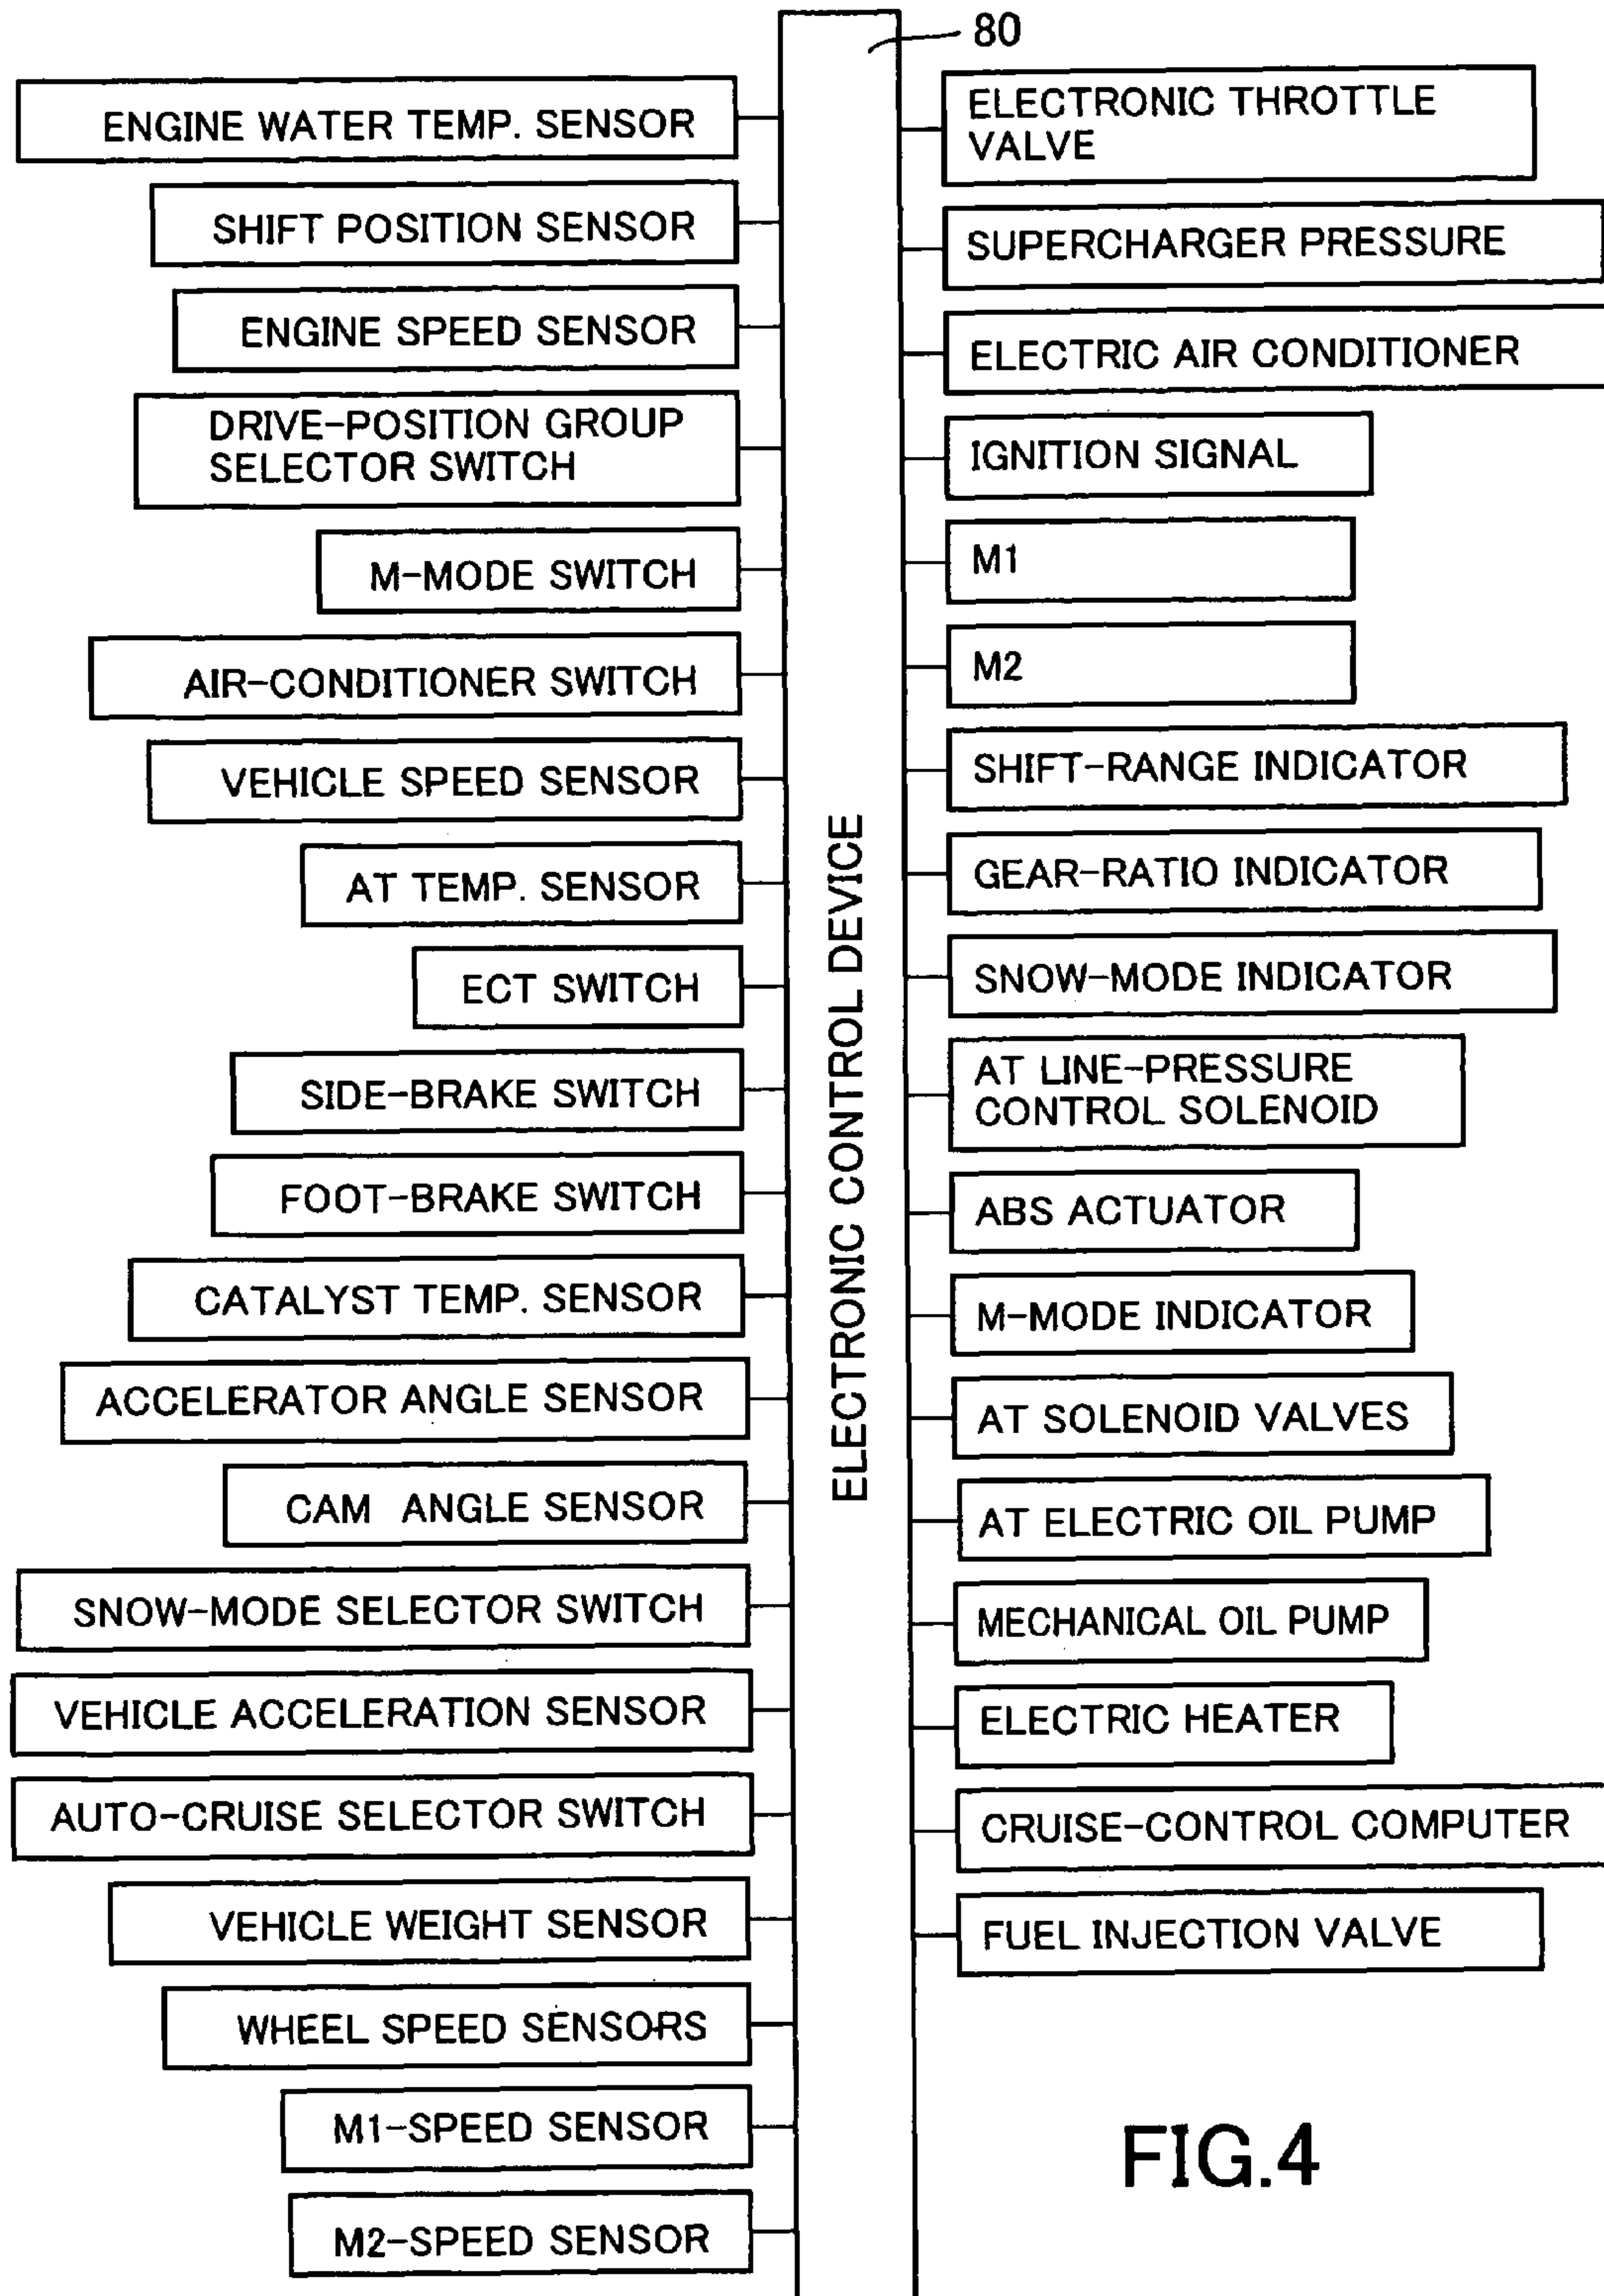 80
ENGINE WATER TEMP. SENSOR
SHIFT POSITION SENSOR
ENGINE SPEED SENSOR
DRIVE-POSITION GROUP
SELECTOR SWITCH
M-MODE SWITCH
AIR-CONDITIONER SWITCH
VEHICLE SPEED SENSOR
AT TEMP. SENSOR
ECT SWITCH
SIDE-BRAKE SWITCH
FOOT-BRAKE SWITCH
CATALYST TEMP. SENSOR
ACCELERATOR ANGLE SENSOR
CAM ANGLE SENSOR
SNOW-MODE SELECTOR SWITCH
VEHICLE ACCELERATION SENSOR
AUTO-CRUISE SELECTOR SWITCH
VEHICLE WEIGHT SENSOR
WHEEL SPEED SENSORS
M1-SPEED SENSOR
M2-SPEED SENSOR
ELECTRONIC CONTROL DEVICE
ELECTRONIC THROTTLE
VALVE
SUPERCHARGER PRESSURE
ELECTRIC AIR CONDITIONER
IGNITION SIGNAL
M1
M2
SHIFT-RANGE INDICATOR
GEAR-RATIO INDICATOR
SNOW-MODE INDICATOR
AT LINE-PRESSURE
CONTROL SOLENOID
ABS ACTUATOR
M-MODE INDICATOR
AT SOLENOID VALVES
AT ELECTRIC OIL PUMP
MECHANICAL OIL PUMP
ELECTRIC HEATER
CRUISE-CONTROL COMPUTER
FUEL INJECTION VALVE
FIG.4